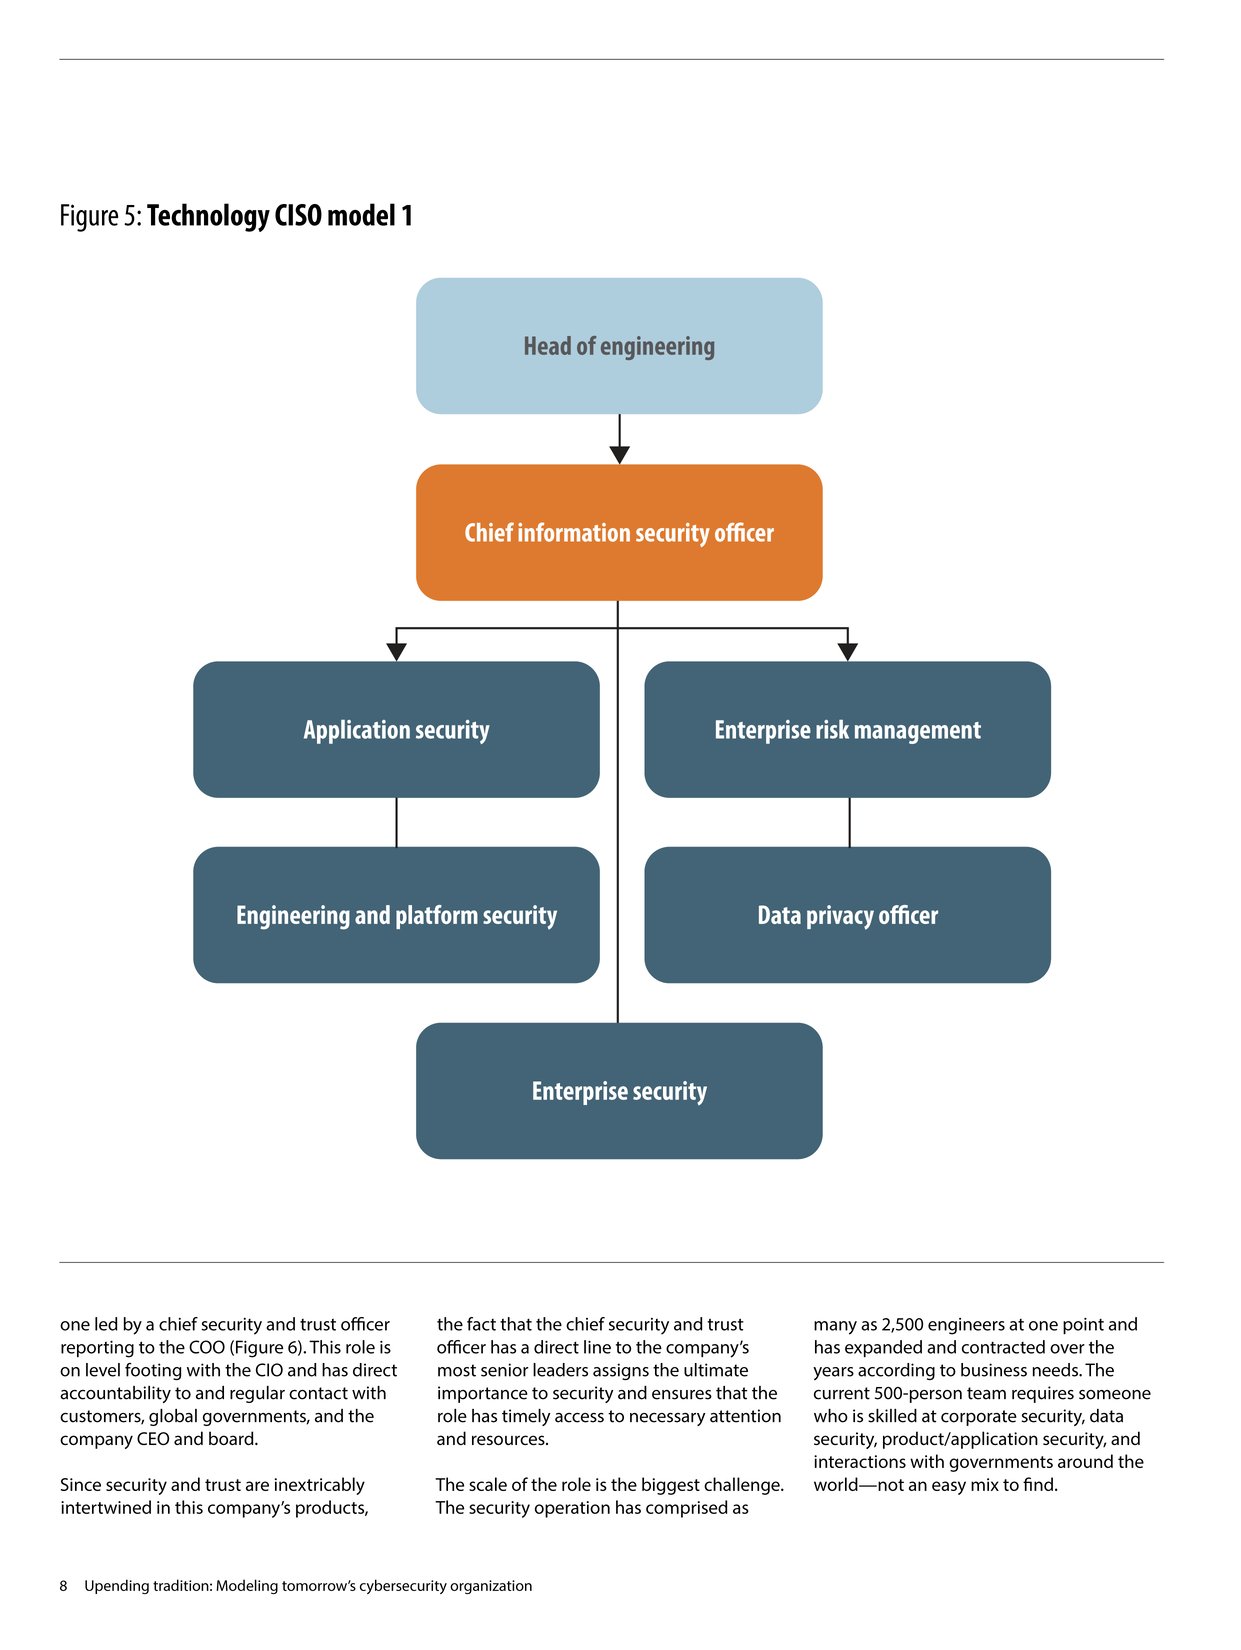 Figure 5: Technology CISO model 1
Head of engineering
Chief information security officer
Application security
Enterprise risk management
Engineering and platform security
Data privacy officer
Enterprise security
one led by a chief security and trust officer
reporting to the COO (Figure 6). This role is
on level footing with the CIO and has direct
accountability to and regular contact with
customers, global governments, and the
company CEO and board.
Since security and trust are inextricably
intertwined in this company’s products,
the fact that the chief security and trust
officer has a direct line to the company’s
most senior leaders assigns the ultimate
importance to security and ensures that the
role has timely access to necessary attention
and resources.
The scale of the role is the biggest challenge.
The security operation has comprised as
many as 2,500 engineers at one point and
has expanded and contracted over the
years according to business needs. The
current 500-person team requires someone
who is skilled at corporate security, data
security, product/application security, and
interactions with governments around the
world—not an easy mix to find.
8 Upending tradition: Modeling tomorrow’s cybersecurity organization